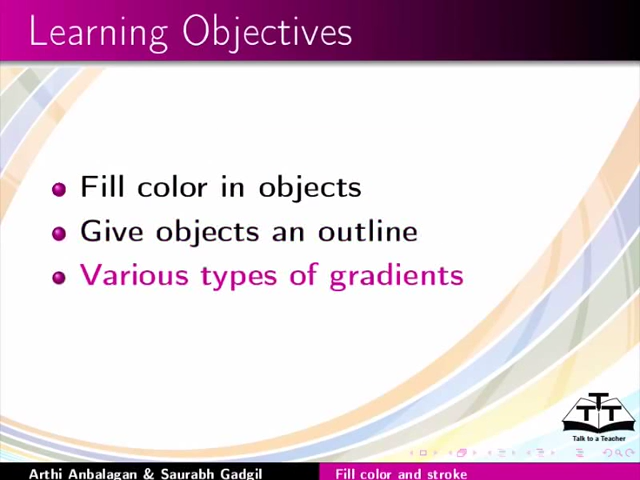 Learning Objectives
Fill color in objects
Give objects an outline
Various types of gradients
TTT
Talk to a Teacher
Arthi Anbalagan & Saurabh Gadgil Fill color and stroke